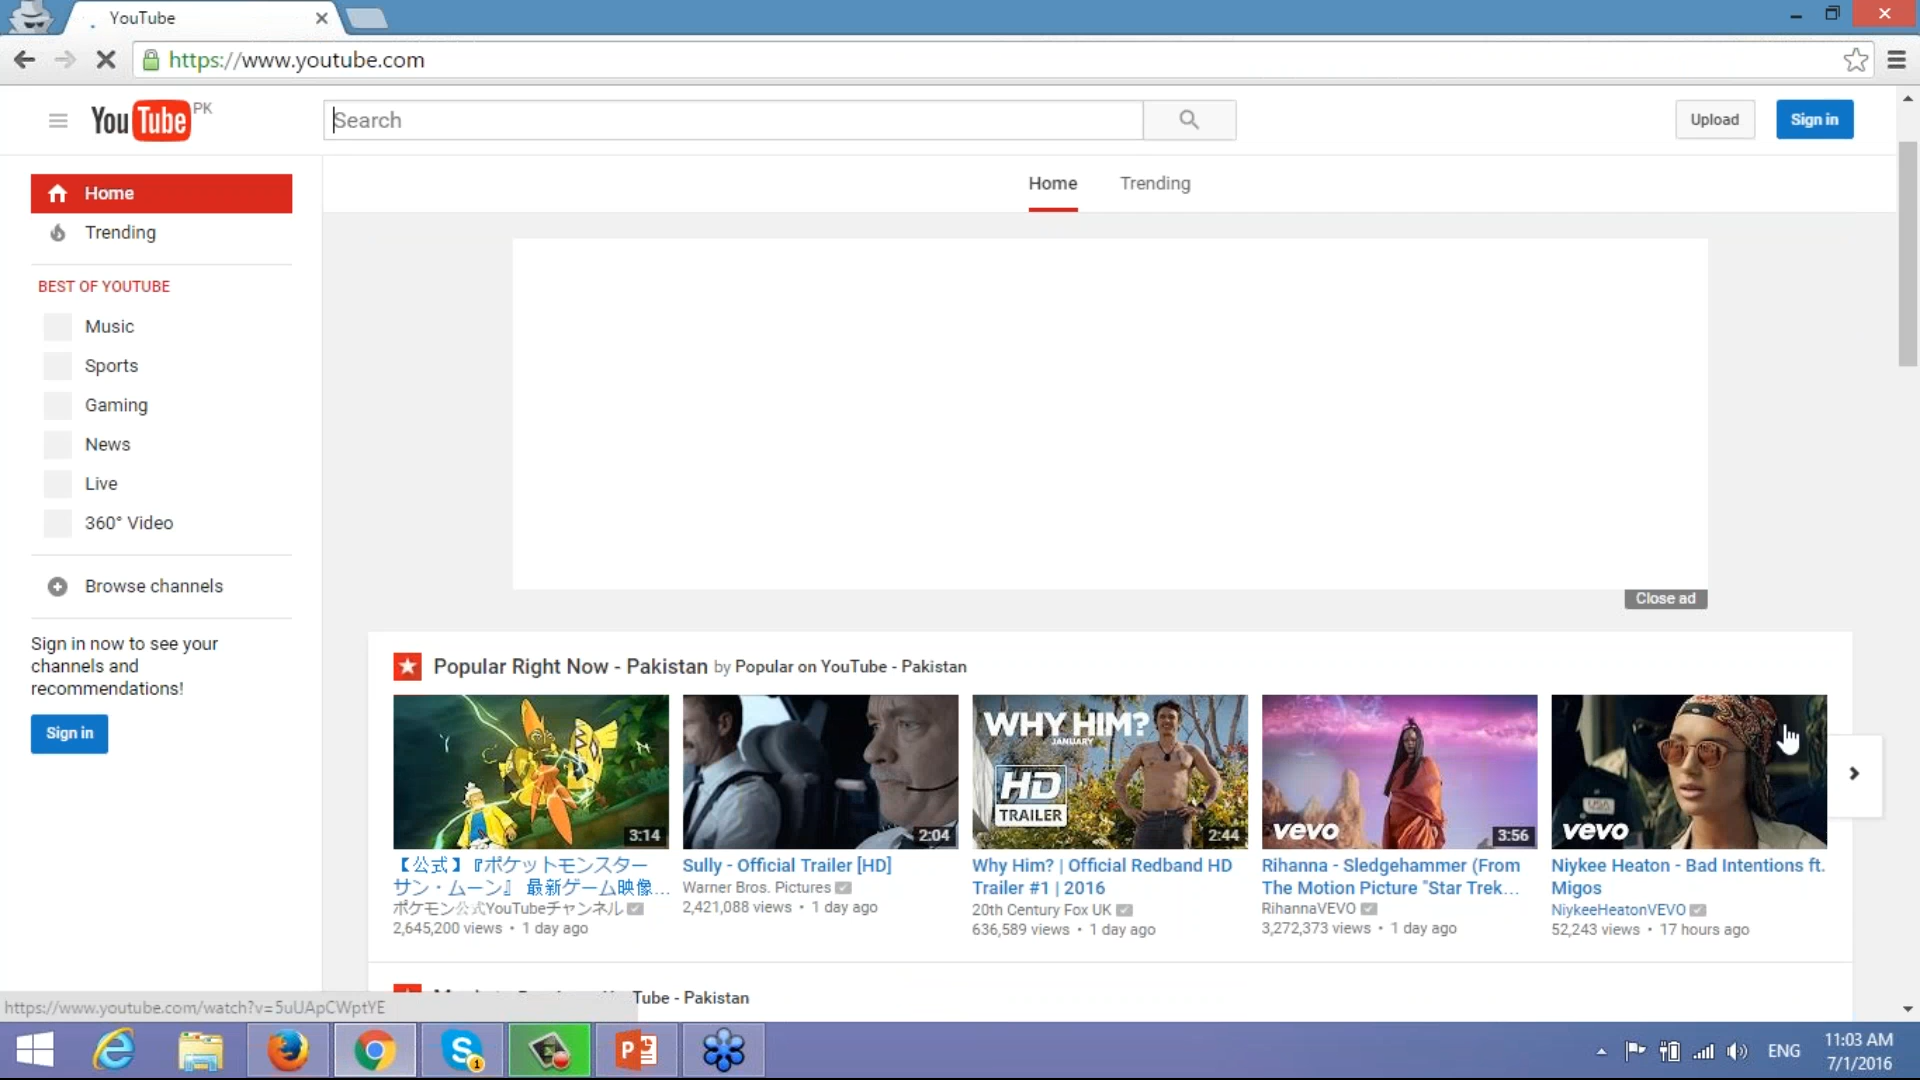 YouTube
https://www.youtube.com
YouTube PK
Search
Upload
Sign in
Home
Trending
Home
Trending
BEST OF YOUTUBE
Music
Sports
Gaming
News
Live
360° Video
Browse channels
Sign in now to see your
channels and
recommendations!
Sign in
Close ad
Popular Right Now - Pakistan by Popular on YouTube - Pakistan
3:14
【公式】『ポケットモンスター
サン・ムーン』 最新ゲーム映像...
ポケモン公式YouTubeチャンネル
2,645,200 views • 1 day ago
2:04
Sully - Official Trailer [HD]
Warner Bros. Pictures
2,421,088 views • 1 day ago
WHY HIM?
JANUARY
HD
TRAILER
2:44
Why Him? | Official Redband HD
Trailer #1 | 2016
20th Century Fox UK
636,589 views • 1 day ago
vevo
3:56
Rihanna - Sledgehammer (From
The Motion Picture "Star Trek...
RihannaVEVO
3,272,373 views • 1 day ago
USA
vevo
Niykee Heaton - Bad Intentions ft.
Migos
NiykeeHeatonVEVO
52,243 views • 17 hours ago
Tube - Pakistan
https://www.youtube.com/watch?v=5uUApCWptYE
ENG
11:03 AM
7/1/2016